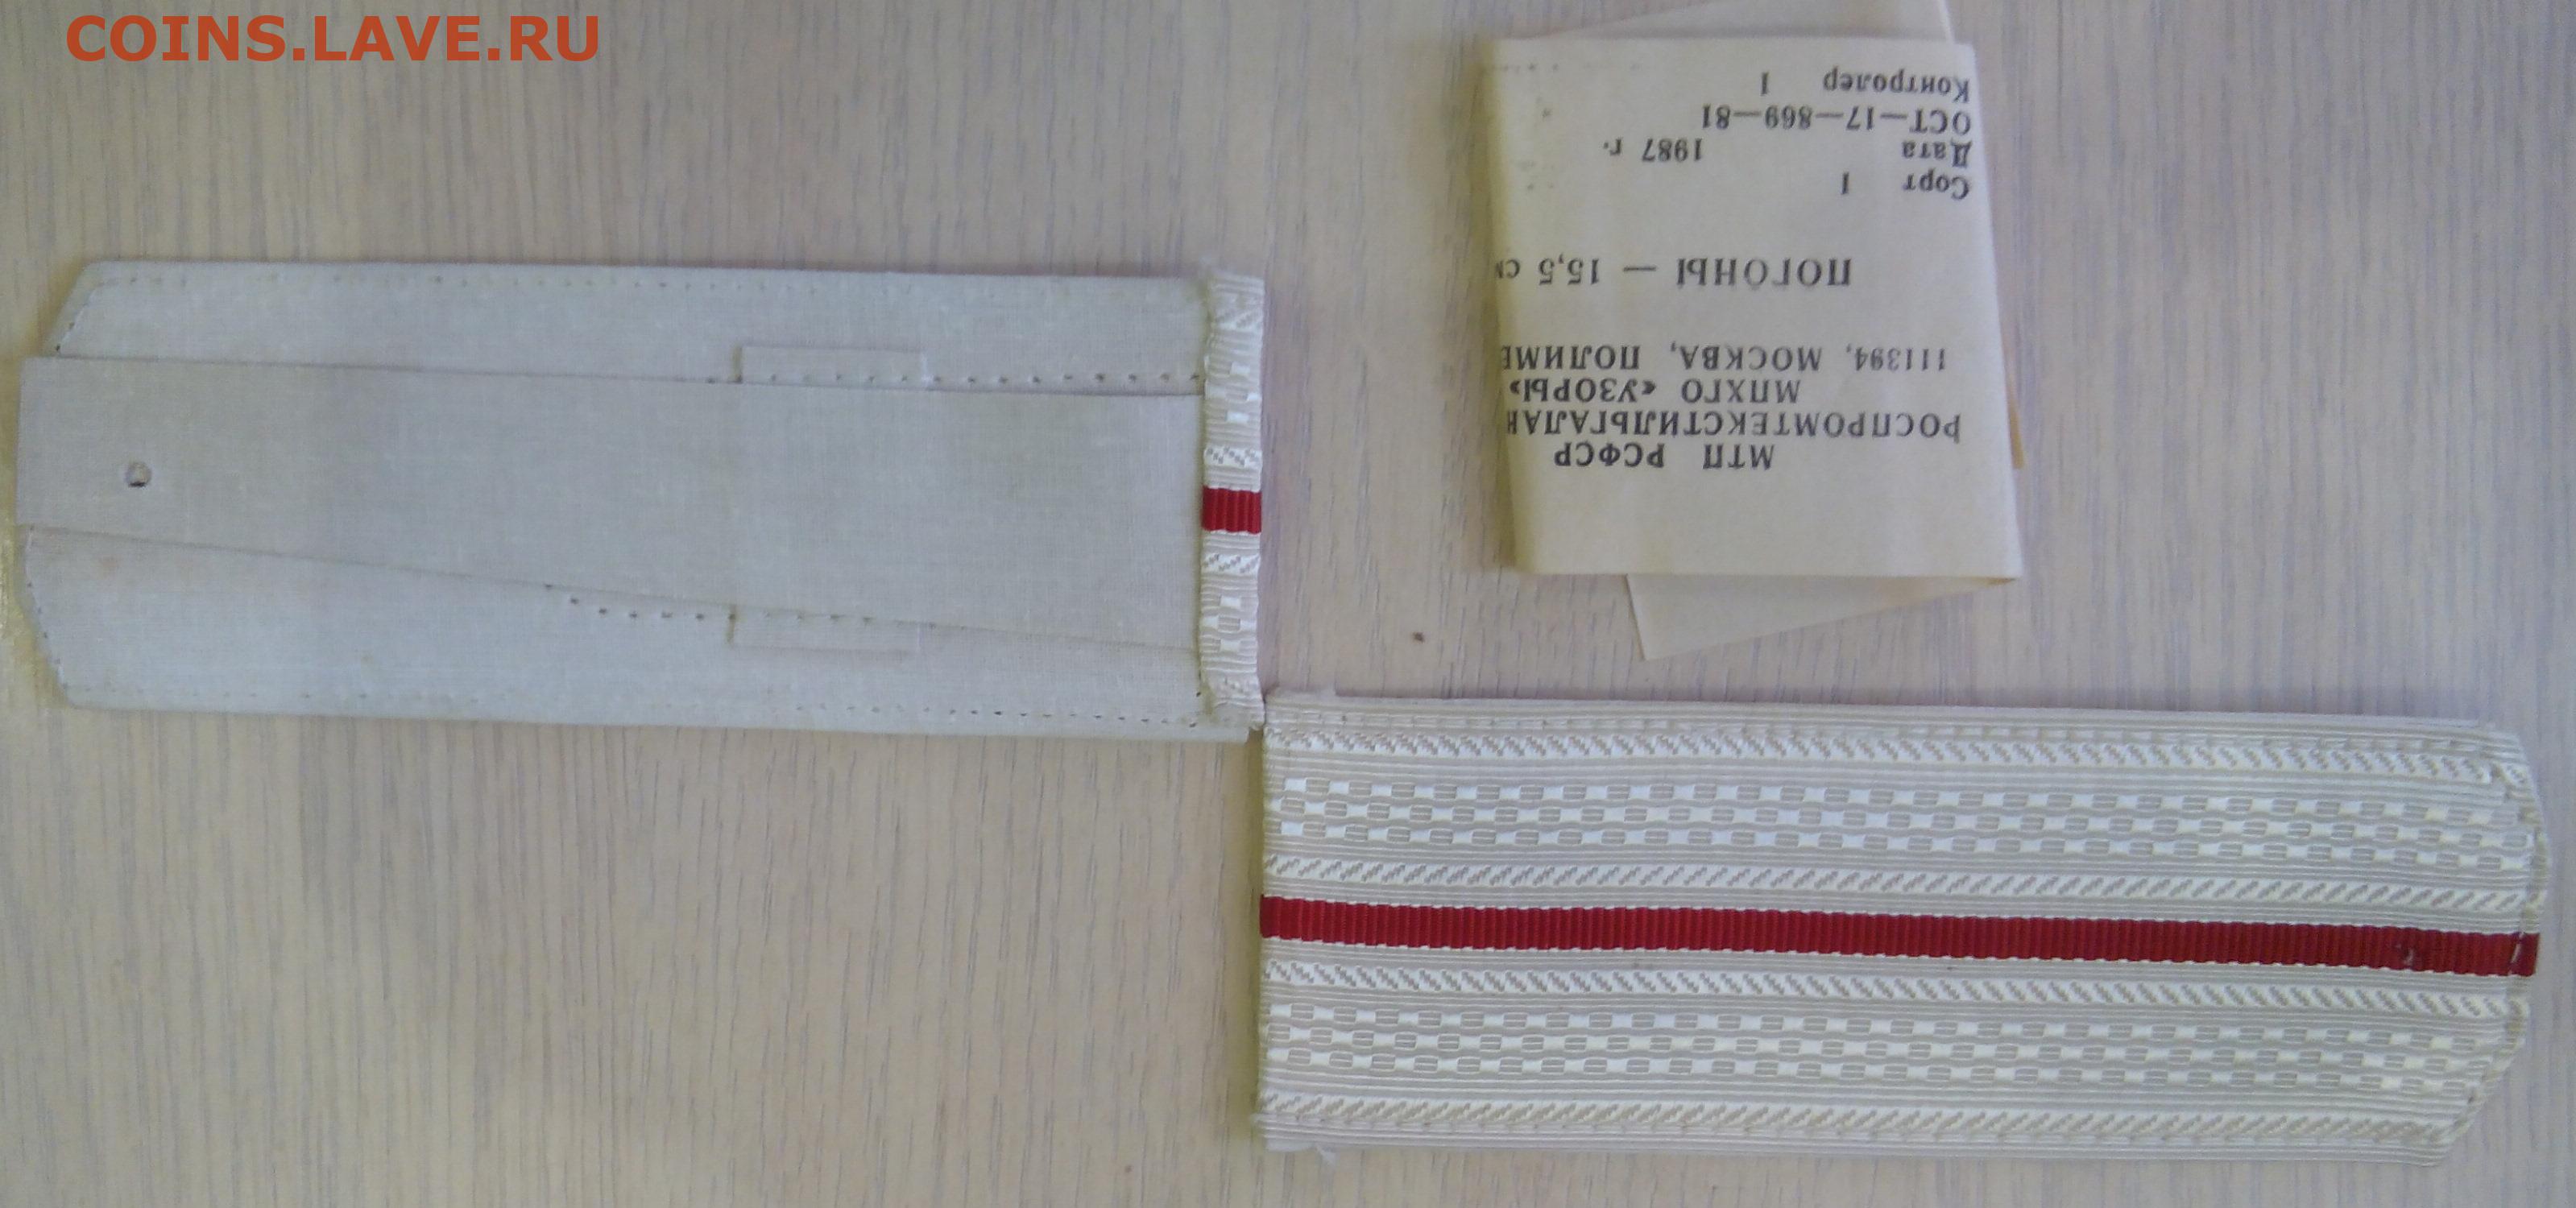 COINS.LAVE.RU
МТП РСФСР
РОСПРОМТЕКСТИЛЬГАЛАН
МПХГО «УЗОРЫ»
111394, МОСКВА, ПОЛИМЕ
ПОГОНЫ — 15,5 см
Сорт 1
Дата 1987 г.
ОСТ—17—869—81
Контролер 1